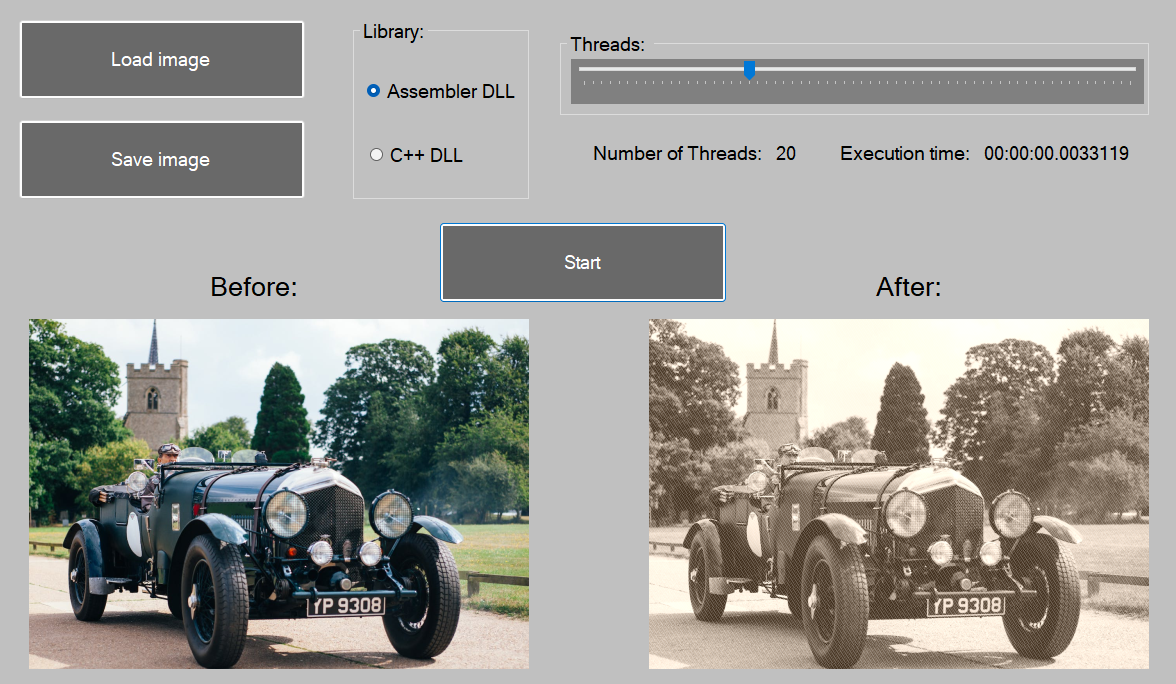 Load image
Save image
Library:
Assembler DLL
C++ DLL
Threads:
Number of Threads: 20
Execution time: 00:00:00.0033119
Start
Before:
After:
YP 9308
YP 9308